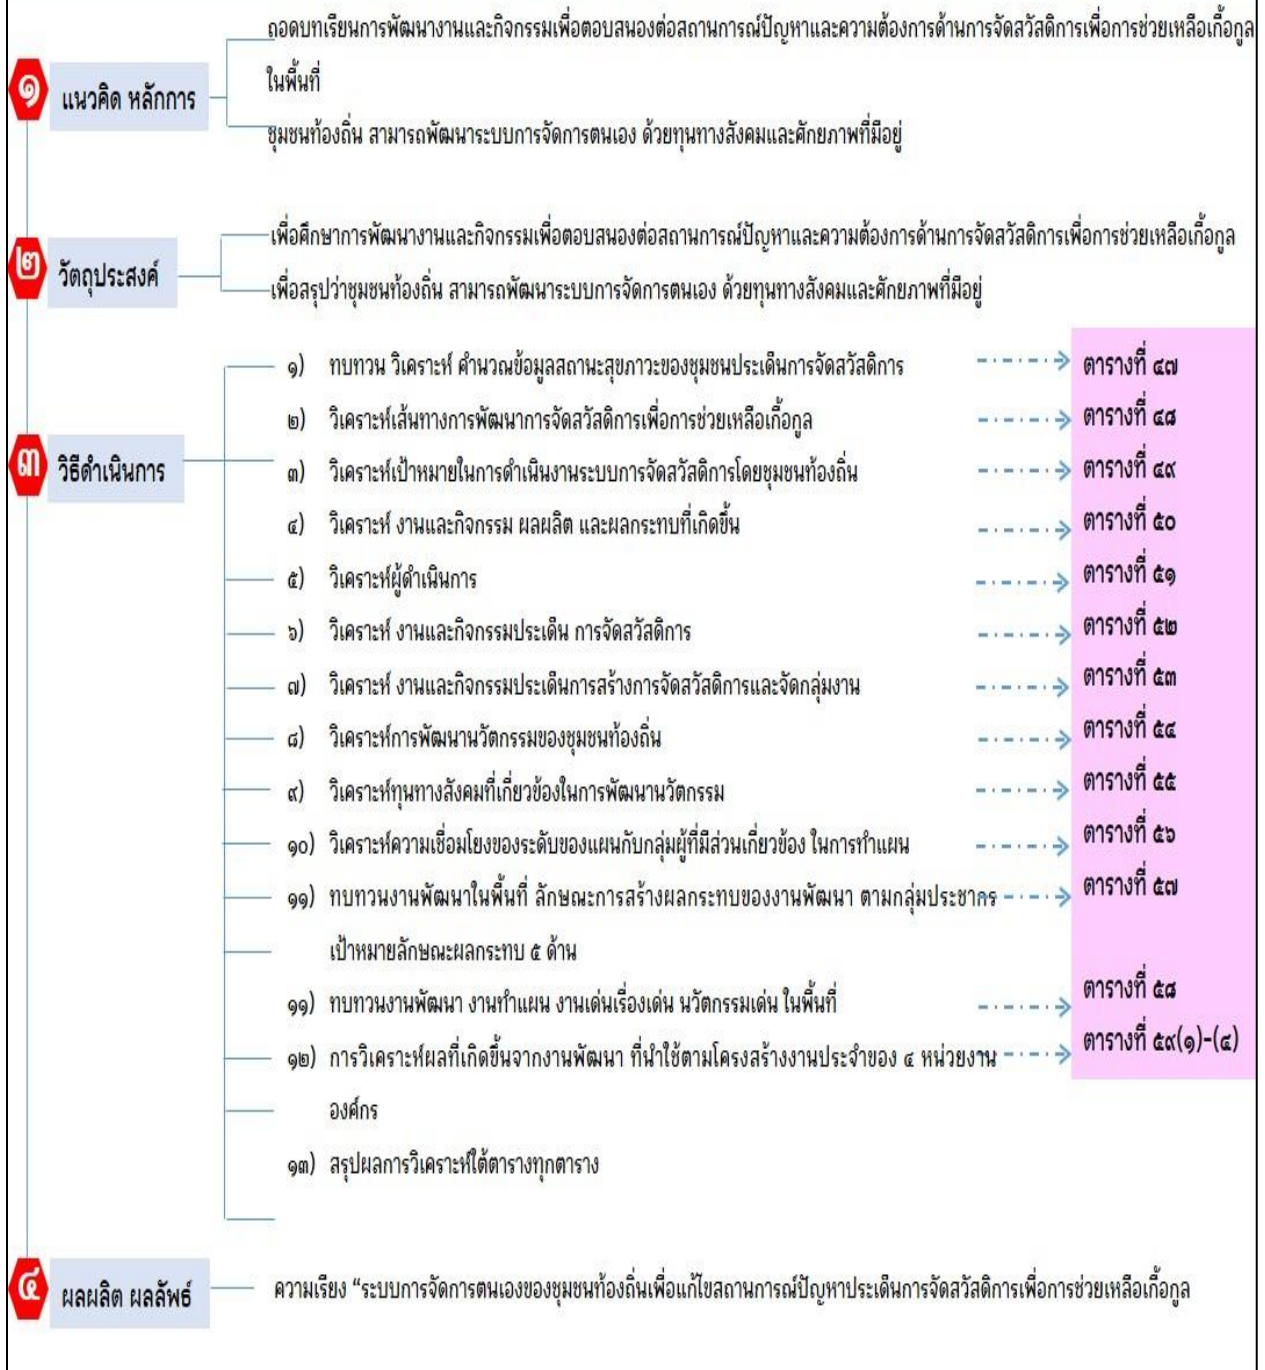 ถอดบทเรียนการพัฒนางานและกิจกรรมเพื่อตอบสนองต่อสถานการณ์ปัญหาและความต้องการด้านการจัดสวัสดิการเพื่อการช่วยเหลือเกื้อกูล
ในพื้นที่
๑ แนวคิด หลักการ
ชุมชนท้องถิ่น สามารถพัฒนาระบบการจัดการตนเอง ด้วยทุนทางสังคมและศักยภาพที่มีอยู่
เพื่อศึกษาการพัฒนางานและกิจกรรมเพื่อตอบสนองต่อสถานการณ์ปัญหาและความต้องการด้านการจัดสวัสดิการเพื่อการช่วยเหลือเกื้อกูล
๒ วัตถุประสงค์
เพื่อสรุปว่าชุมชนท้องถิ่น สามารถพัฒนาระบบการจัดการตนเอง ด้วยทุนทางสังคมและศักยภาพที่มีอยู่
๓ วิธีดำเนินการ
๑) ทบทวน วิเคราะห์ คำนวณข้อมูลสถานะสุขภาวะของชุมชนประเด็นการจัดสวัสดิการ ตารางที่ ๔๗
๒) วิเคราะห์เส้นทางการพัฒนาการจัดสวัสดิการเพื่อการช่วยเหลือเกื้อกูล ตารางที่ ๔๘
๓) วิเคราะห์เป้าหมายในการดำเนินงานระบบการจัดสวัสดิการโดยชุมชนท้องถิ่น ตารางที่ ๔๙
๔) วิเคราะห์ งานและกิจกรรม ผลผลิต และผลกระทบที่เกิดขึ้น ตารางที่ ๕๐
๕) วิเคราะห์ผู้ดำเนินการ ตารางที่ ๕๑
๖) วิเคราะห์ งานและกิจกรรมประเด็น การจัดสวัสดิการ ตารางที่ ๕๒
๗) วิเคราะห์ งานและกิจกรรมประเด็นการสร้างการจัดสวัสดิการและจัดกลุ่มงาน ตารางที่ ๕๓
๘) วิเคราะห์การพัฒนานวัตกรรมของชุมชนท้องถิ่น ตารางที่ ๕๔
๙) วิเคราะห์ทุนทางสังคมที่เกี่ยวข้องในการพัฒนานวัตกรรม ตารางที่ ๕๕
๑๐) วิเคราะห์ความเชื่อมโยงของระดับของแผนกับกลุ่มผู้ที่มีส่วนเกี่ยวข้อง ในการทำแผน ตารางที่ ๕๖
๑๑) ทบทวนงานพัฒนาในพื้นที่ ลักษณะการสร้างผลกระทบของงานพัฒนา ตามกลุ่มประชากร ตารางที่ ๕๗
เป้าหมายลักษณะผลกระทบ ๕ ด้าน
๑๑) ทบทวนงานพัฒนา งานทำแผน งานเด่นเรื่องเด่น นวัตกรรมเด่น ในพื้นที่ ตารางที่ ๕๘
๑๒) การวิเคราะห์ผลที่เกิดขึ้นจากงานพัฒนา ที่นำใช้ตามโครงสร้างงานประจำของ ๔ หน่วยงาน ตารางที่ ๕๙(๑)-(๔)
องค์กร
๑๓) สรุปผลการวิเคราะห์ใต้ตารางทุกตาราง
๔ ผลผลิต ผลลัพธ์ ความเรียง “ระบบการจัดการตนเองของชุมชนท้องถิ่นเพื่อแก้ไขสถานการณ์ปัญหาประเด็นการจัดสวัสดิการเพื่อการช่วยเหลือเกื้อกูล